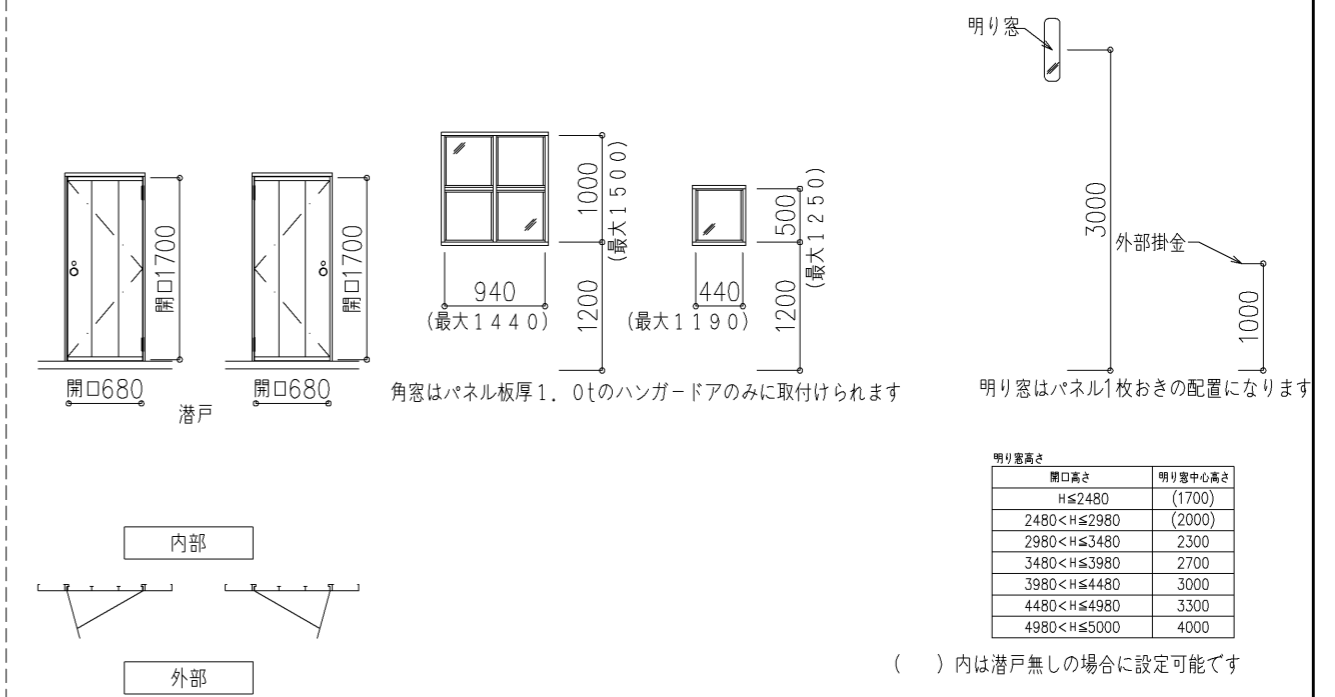 明り窓
3000
外部掛金
1000
明り窓はパネル1枚おきの配置になります
開口1700
開口680
開口1700
開口680
潜戸
1000
(最大1500)
940
(最大1440)
1200
500
(最大1250)
440
(最大1190)
1200
角窓はパネル板厚1.0tのハンガードアのみに取付けられます
内部
外部
明り窓高さ
開口高さ 明り窓中心高さ
H≦2480 (1700)
2480<H≦2980 (2000)
2980<H≦3480 2300
3480<H≦3980 2700
3980<H≦4480 3000
4480<H≦4980 3300
4980<H≦5000 4000
( )内は潜戸無しの場合に設定可能です